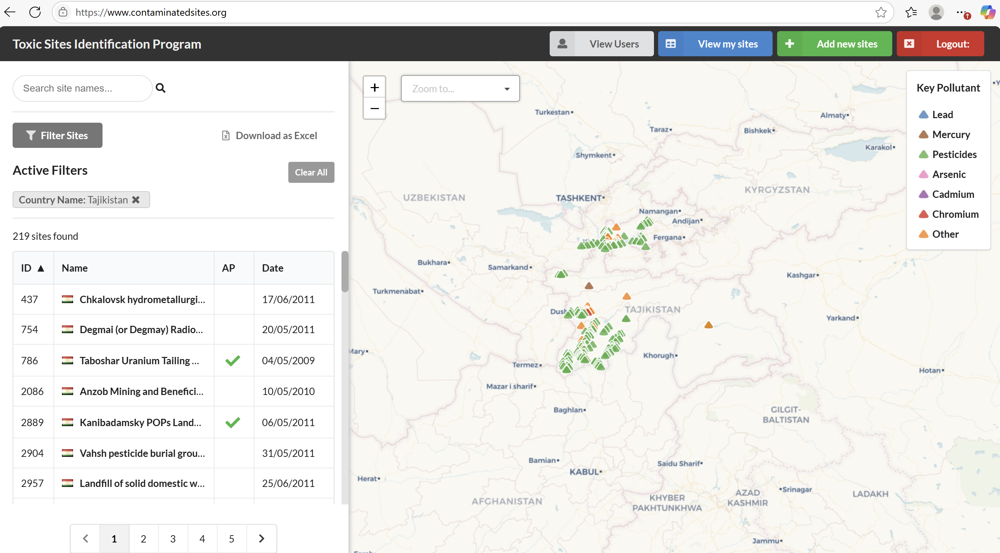 https://www.contaminatedsites.org
Toxic Sites Identification Program
View Users
View my sites
Add new sites
Logout:
Search site names...
Filter Sites
Download as Excel
Active Filters
Clear All
Country Name: Tajikistan ✖
219 sites found
ID ▲ Name AP Date
437 Chkalovsk hydrometallurgi... 17/06/2011
754 Degmai (or Degmay) Radio... 20/05/2011
786 Taboshar Uranium Tailing ... 04/05/2009
2086 Anzob Mining and Benefici... 10/05/2010
2889 Kanibadamsky POPs Land... 06/05/2011
2904 Vahsh pesticide burial grou... 31/05/2011
2957 Landfill of solid domestic w... 25/06/2011
1 2 3 4 5
+
−
Zoom to...
Key Pollutant
Lead
Mercury
Pesticides
Arsenic
Cadmium
Chromium
Other
Turkestan
Almaty
Taraz
Bishkek
Karakol
Shymkent
UZBEKISTAN
KYRGYZSTAN
TASHKENT
Namangan
Andijan
Fergana
Bukhara
Samarkand
Kashgar
Turkmenabat
Dush
TAJIKISTAN
Yarkand
Mary
Khorugh
Termez
Hotan
Mazar i sharif
Baghlan
GILGIT-
BALTISTAN
Bamian
Saidu Sharif
KABUL
Herat
Srinagar
AFGHANISTAN
KHYBER
PAKHTUNKHWA
AZAD
KASHMIR
LADAKH
Jammu